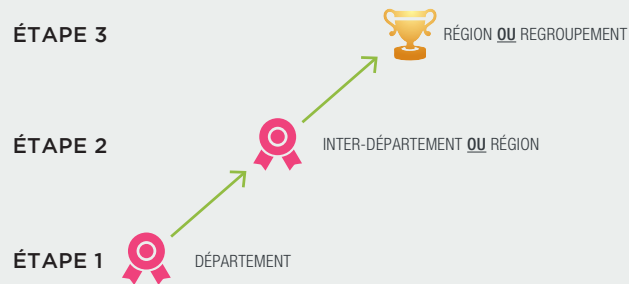 ÉTAPE 3 RÉGION OU REGROUPEMENT
ÉTAPE 2 INTER-DÉPARTEMENT OU RÉGION
ÉTAPE 1 DÉPARTEMENT